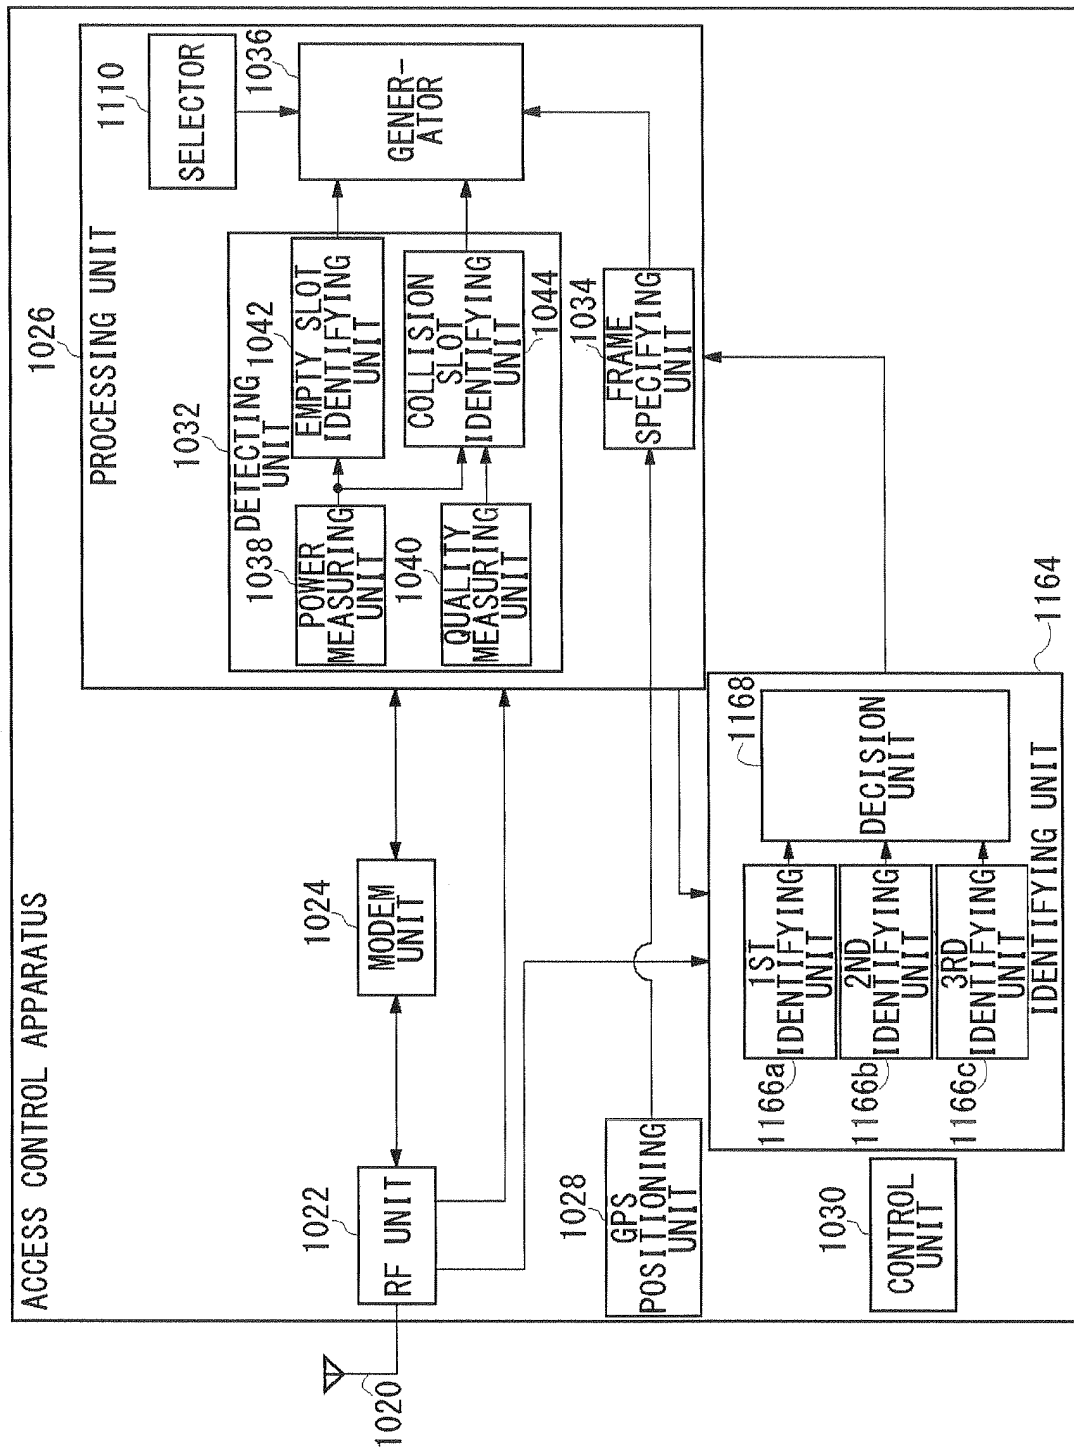 ACCESS CONTROL APPARATUS
1020
1022
RF UNIT
1024
MODEM
UNIT
1026
PROCESSING UNIT
1032
DETECTING
UNIT
1038
POWER
MEASURING
UNIT
1040
QUALITY
MEASURING
UNIT
1042
EMPTY SLOT
IDENTIFYING
UNIT
COLLISION
SLOT
IDENTIFYING
UNIT
1044
1110
SELECTOR
1036
GENER-
ATOR
1034
FRAME
SPECIFYING
UNIT
1028
GPS
POSITIONING
UNIT
1030
CONTROL
UNIT
1166a
1ST
IDENTIFYING
UNIT
1166b
2ND
IDENTIFYING
UNIT
1166c
3RD
IDENTIFYING
UNIT
1168
DECISION
UNIT
IDENTIFYING UNIT
1164